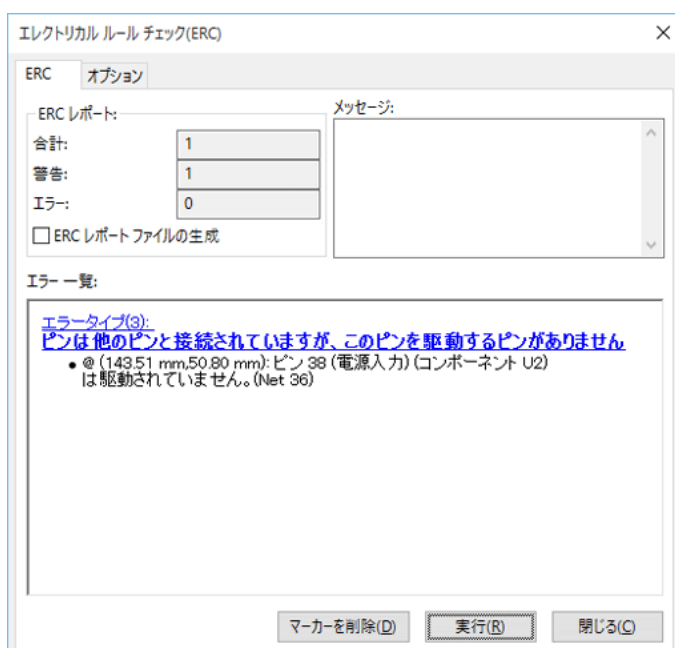 エレクトリカル ルール チェック(ERC)
ERC オプション
ERC レポート:
メッセージ:
合計: 1
警告: 1
エラー: 0
ERC レポート ファイルの生成
エラー 一覧:
エラータイプ(3):
ピンは他のピンと接続されていますが、このピンを駆動するピンがありません
• @ (143.51 mm,50.80 mm): ピン 38 (電源入力) (コンポーネント U2)
は駆動されていません。(Net 36)
マーカーを削除(D) 実行(R) 閉じる(C)